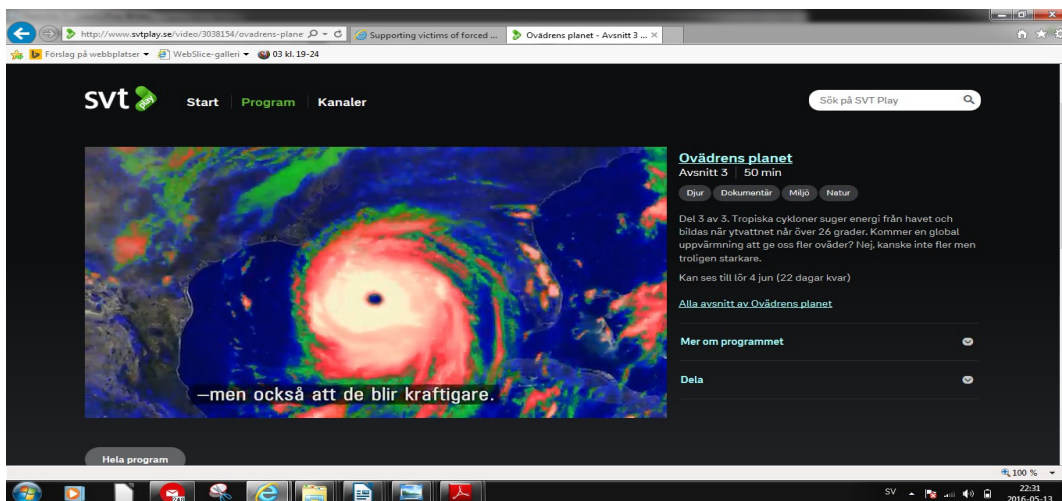 http://www.svtplay.se/video/3038154/ovadrens-plane
Supporting victims of forced ...
Ovädrens planet - Avsnitt 3 ...
Förslag på webbplatser
WebSlice-galleri
03 kl. 19-24
svt play
Start
Program
Kanaler
Sök på SVT Play
Ovädrens planet
Avsnitt 3 | 50 min
Djur
Dokumentär
Miljö
Natur
Del 3 av 3. Tropiska cykloner suger energi från havet och
bildas när ytvattnet når över 26 grader. Kommer en global
uppvärmning att ge oss fler oväder? Nej, kanske inte fler men
troligen starkare.
Kan ses till lör 4 jun (22 dagar kvar)
Alla avsnitt av Ovädrens planet
Mer om programmet
Dela
–men också att de blir kraftigare.
Hela program
100 %
SV
22:31
2016-05-13